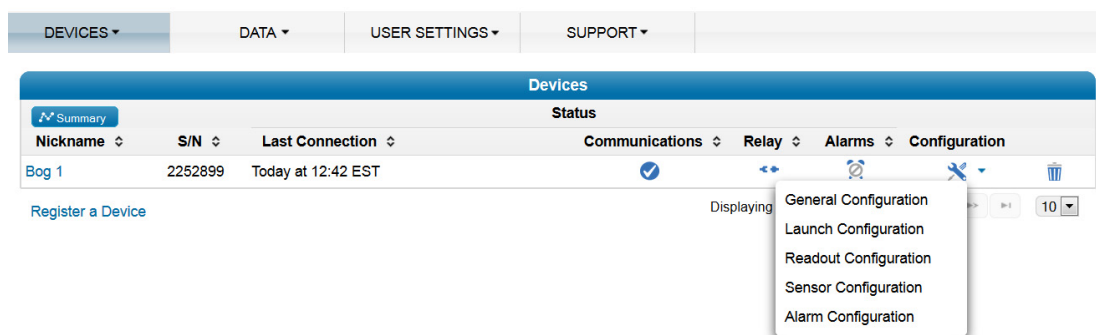 DEVICES DATA USER SETTINGS SUPPORT
Devices
Summary Status
Nickname S/N Last Connection Communications Relay Alarms Configuration
Bog 1 2252899 Today at 12:42 EST
Register a Device Displaying 10
General Configuration
Launch Configuration
Readout Configuration
Sensor Configuration
Alarm Configuration